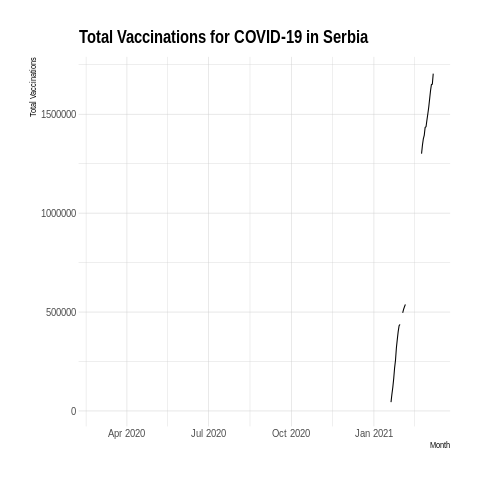 Total Vaccinations for COVID-19 in Serbia
Total Vaccinations
1500000
1000000
500000
0
Apr 2020 Jul 2020 Oct 2020 Jan 2021
Month